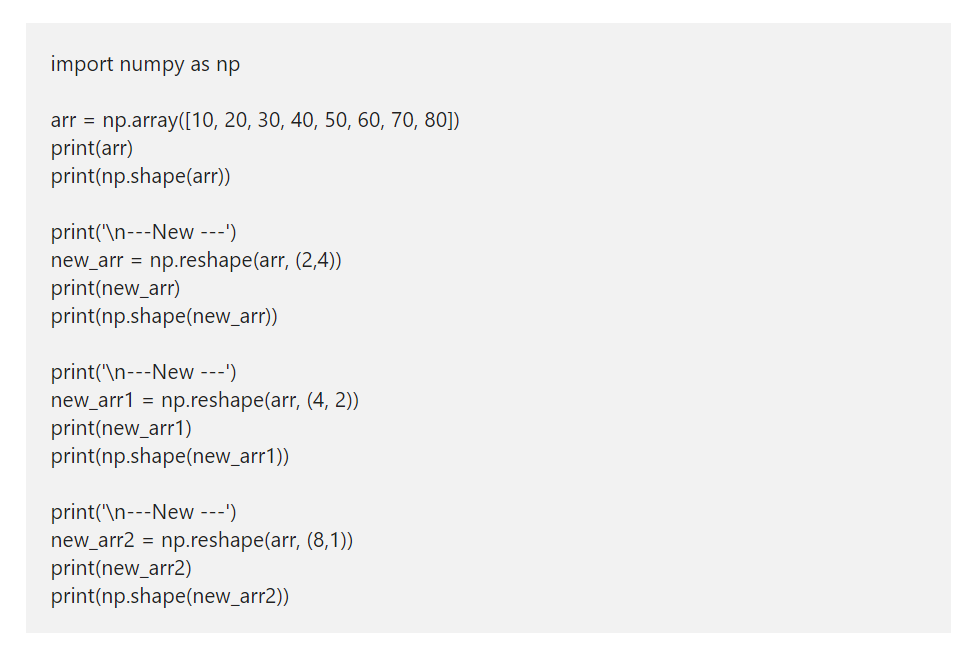 import numpy as np
arr = np.array([10, 20, 30, 40, 50, 60, 70, 80])
print(arr)
print(np.shape(arr))
print('\n---New ---')
new_arr = np.reshape(arr, (2,4))
print(new_arr)
print(np.shape(new_arr))
print('\n---New ---')
new_arr1 = np.reshape(arr, (4, 2))
print(new_arr1)
print(np.shape(new_arr1))
print('\n---New ---')
new_arr2 = np.reshape(arr, (8,1))
print(new_arr2)
print(np.shape(new_arr2))